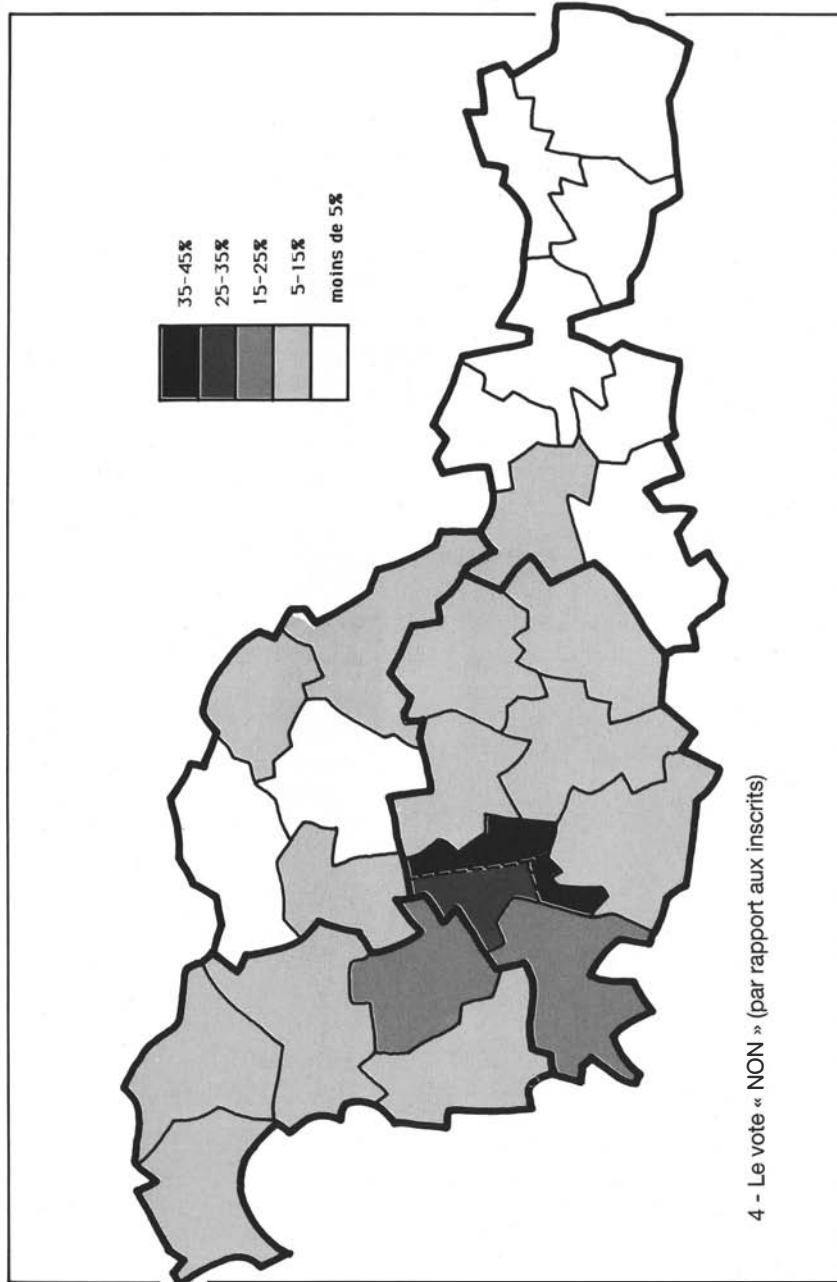 35-45%
25-35%
15-25%
5-15%
moins de 5%
4 - Le vote « NON » (par rapport aux inscrits)